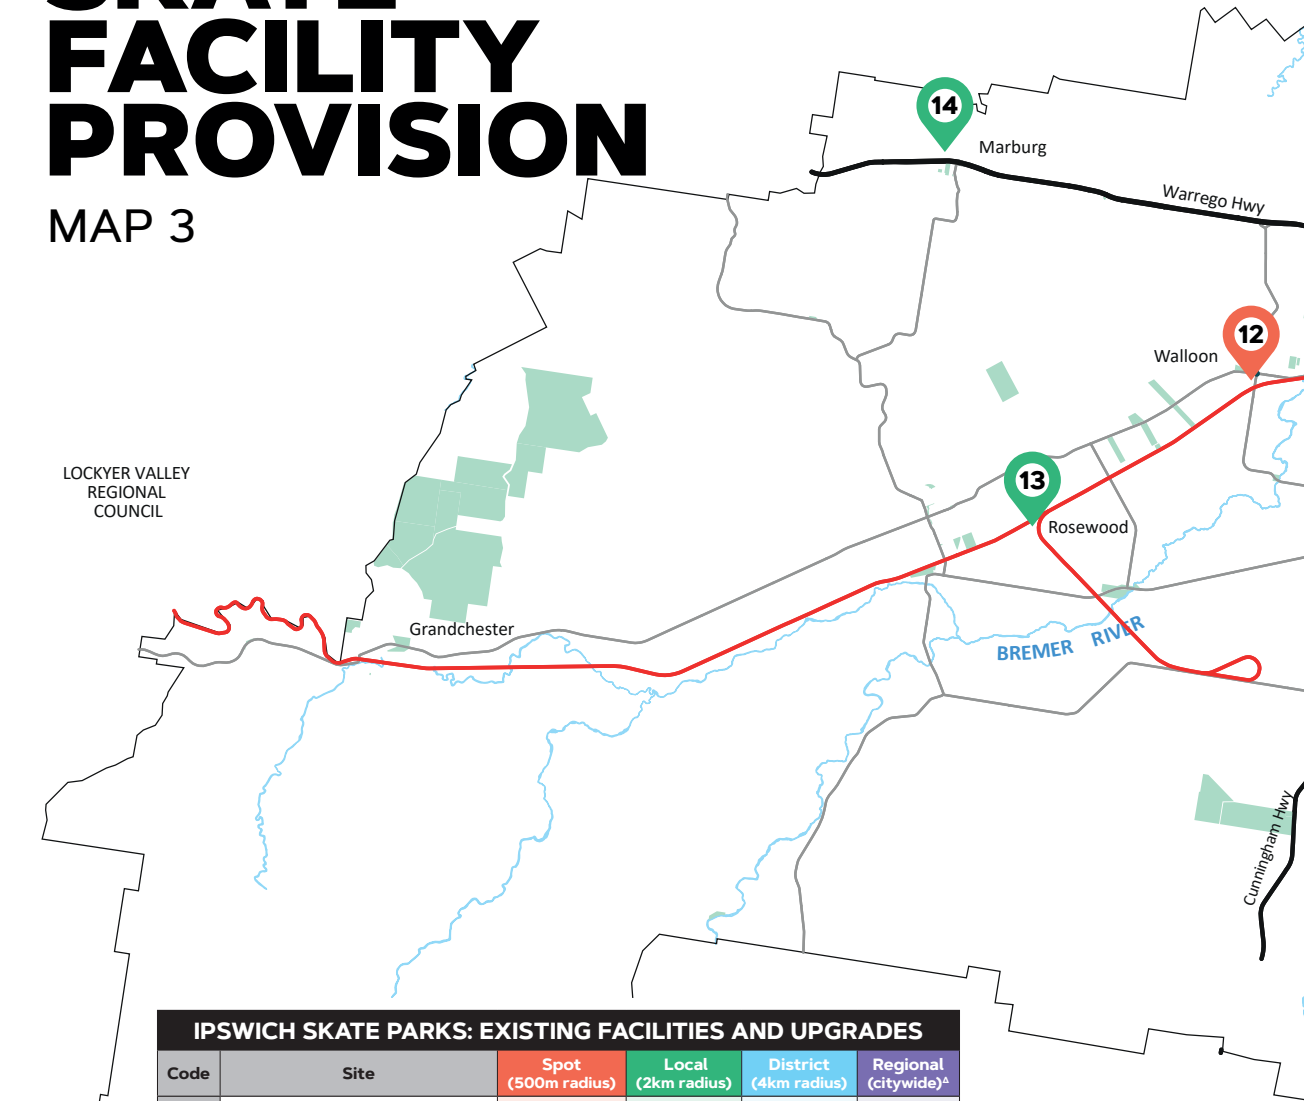 SKATE
FACILITY
PROVISION
MAP 3
14
Marburg
Warrego Hwy
12
Walloon
LOCKYER VALLEY
REGIONAL
COUNCIL
13
Rosewood
Grandchester
BREMER RIVER
Cunningham Hwy
IPSWICH SKATE PARKS: EXISTING FACILITIES AND UPGRADES
Code
Site
Spot
(500m radius)
Local
(2km radius)
District
(4km radius)
Regional
(citywide)Δ